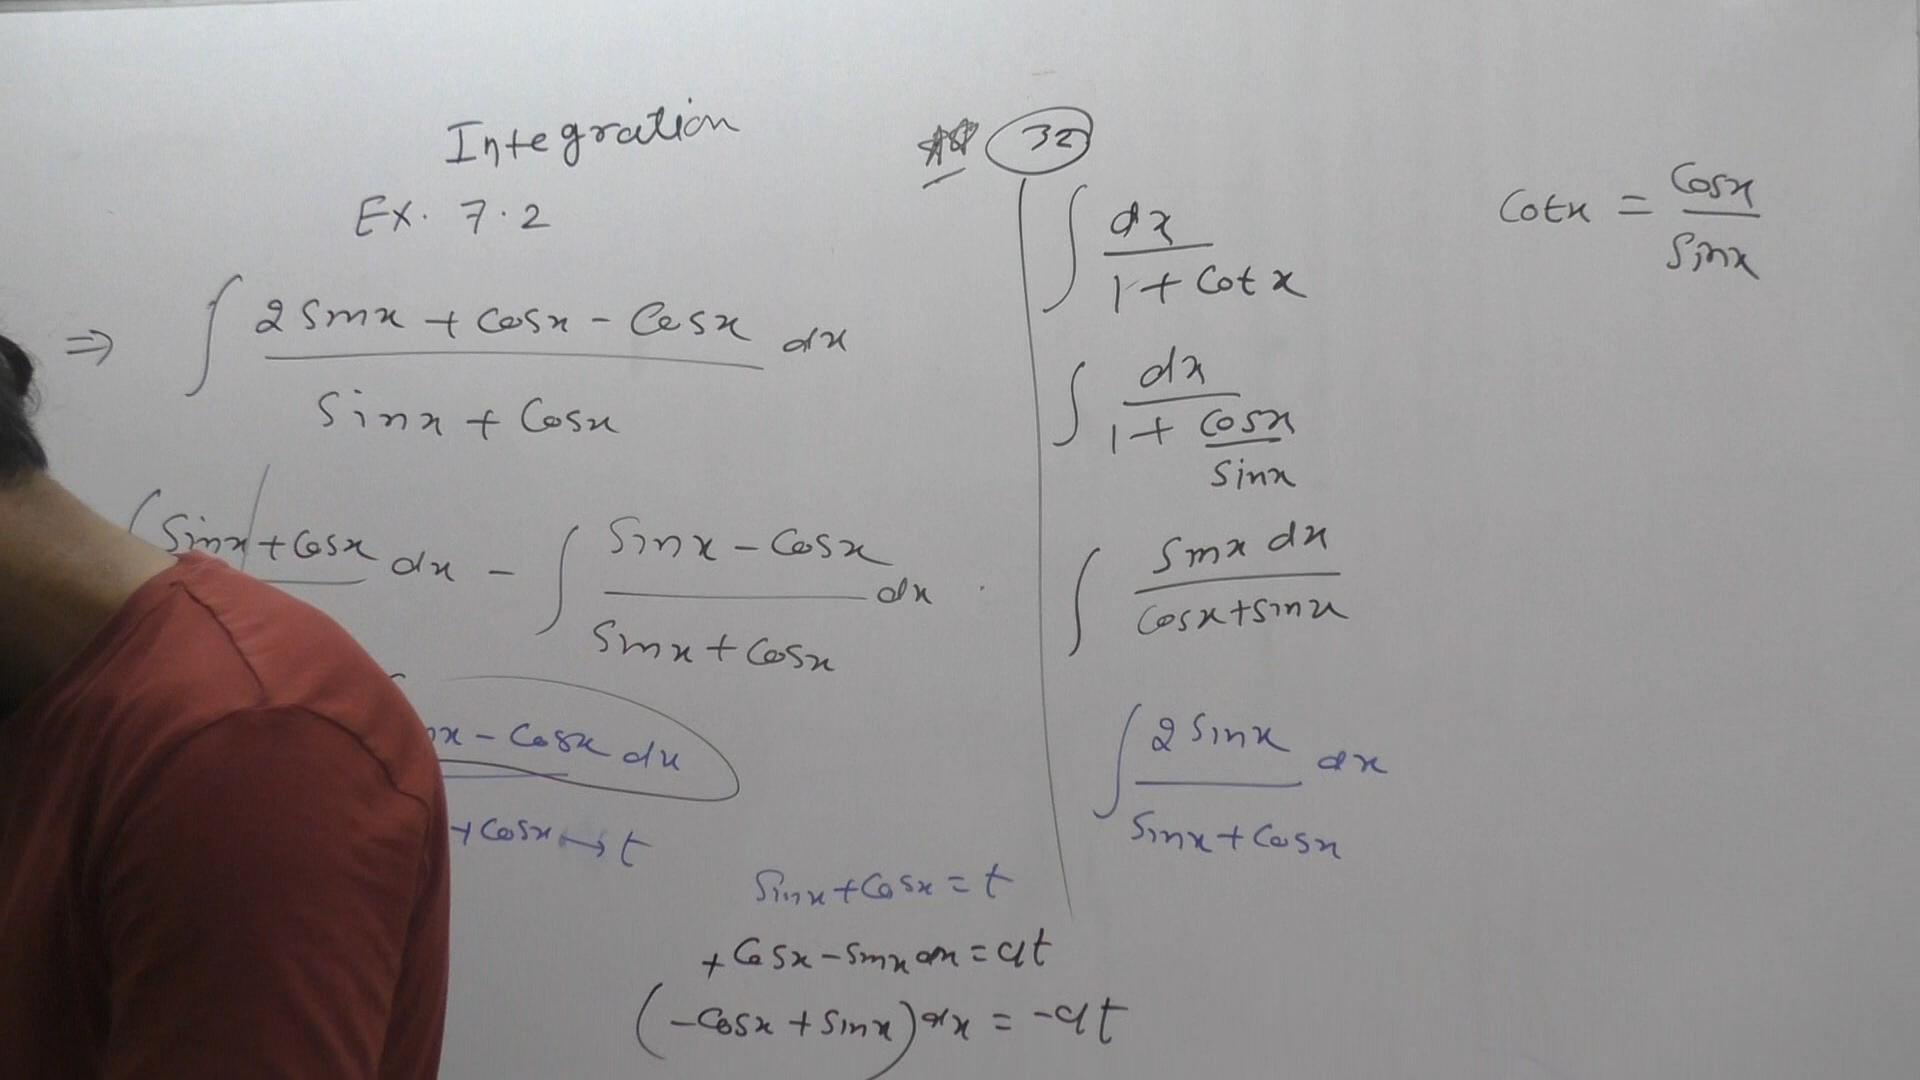 Integration
Ex. 7.2
⇒ ∫ (2 sinx + cosx - cosx)/(sinx + cosx) dx
(sinx + cosx dx - ∫ (sinx - cosx)/(sinx + cosx) dx
x - cosx dx
+ cosx → t
sinx + cosx = t
+ cosx - sinx dx = dt
(-cosx + sinx) dx = -dt
32
∫ dx/(1 + cotx)
∫ dx/(1 + cosx/sinx)
∫ sinx dx/(cosx + sinx)
∫ 2 sinx/(sinx + cosx) dx
cotx = cosx/sinx